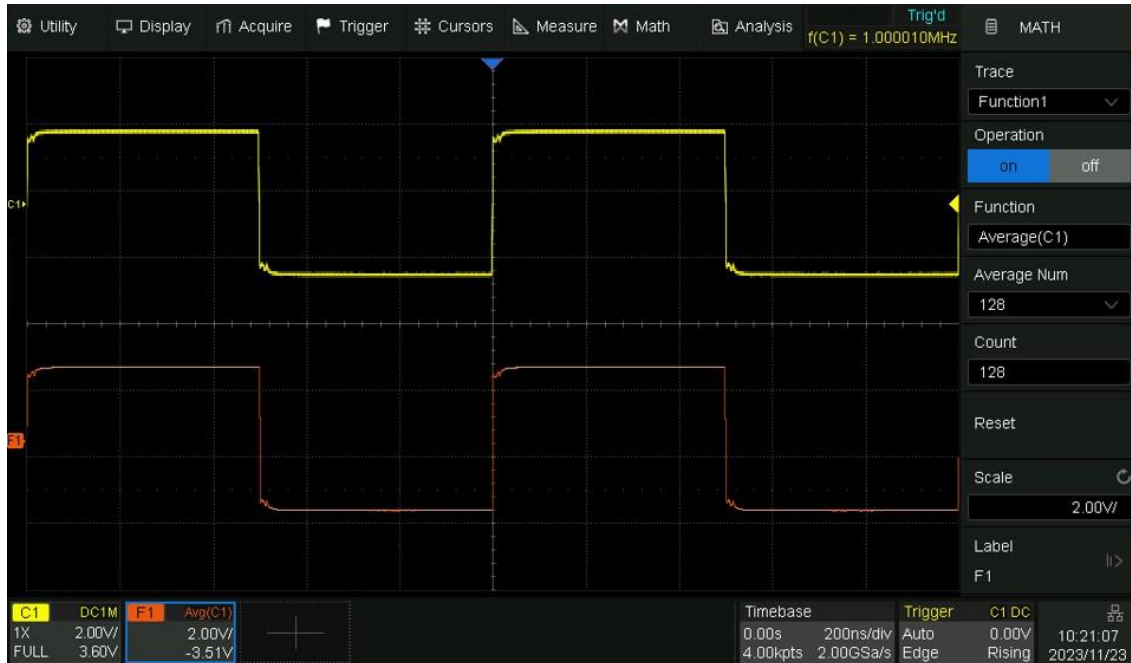 Utility Display Acquire Trigger Cursors Measure Math Analysis
Trig'd
f(C1) = 1.000010MHz
MATH
Trace
Function1
Operation
on off
Function
Average(C1)
Average Num
128
Count
128
Reset
Scale
2.00V/
Label
F1
C1
F1
C1 DC1M
1X 2.00V/
FULL 3.60V
F1 Avg(C1)
2.00V/
-3.51V
Timebase
0.00s 200ns/div
4.00kpts 2.00GSa/s
Trigger C1 DC
Auto 0.00V
Edge Rising
10:21:07
2023/11/23